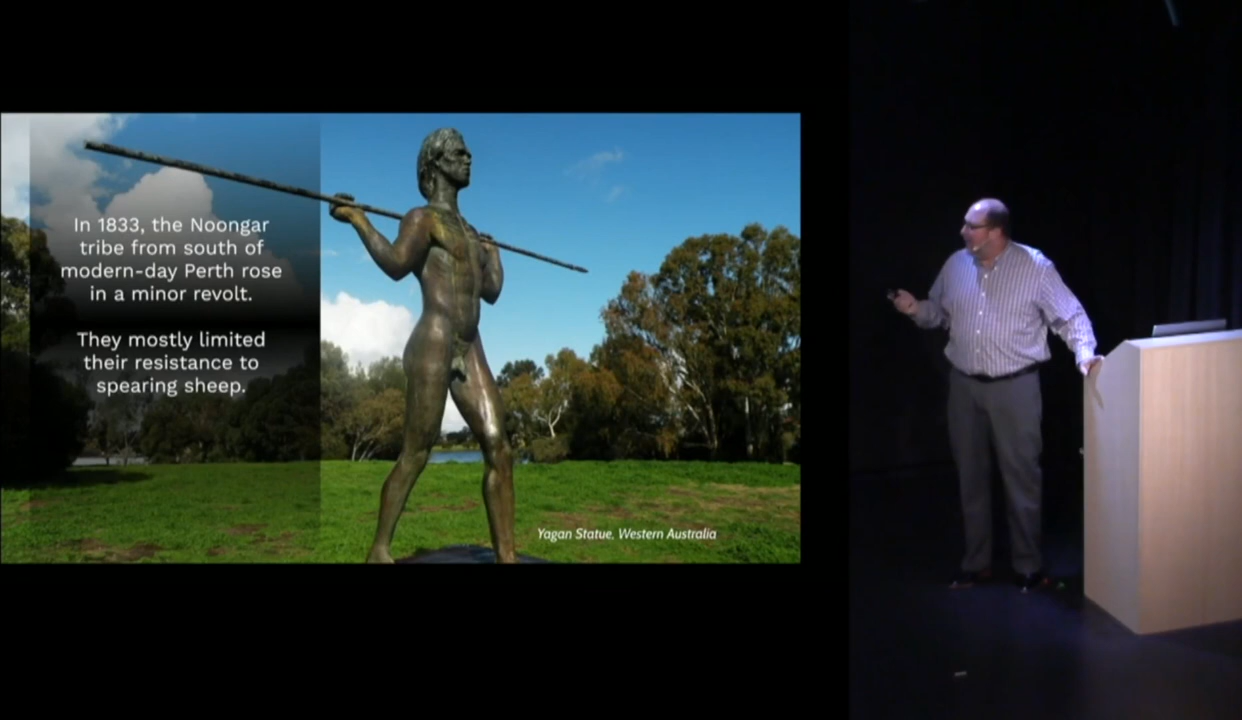 In 1833, the Noongar
tribe from south of
modern-day Perth rose
in a minor revolt.
They mostly limited
their resistance to
spearing sheep.
Yagan Statue, Western Australia